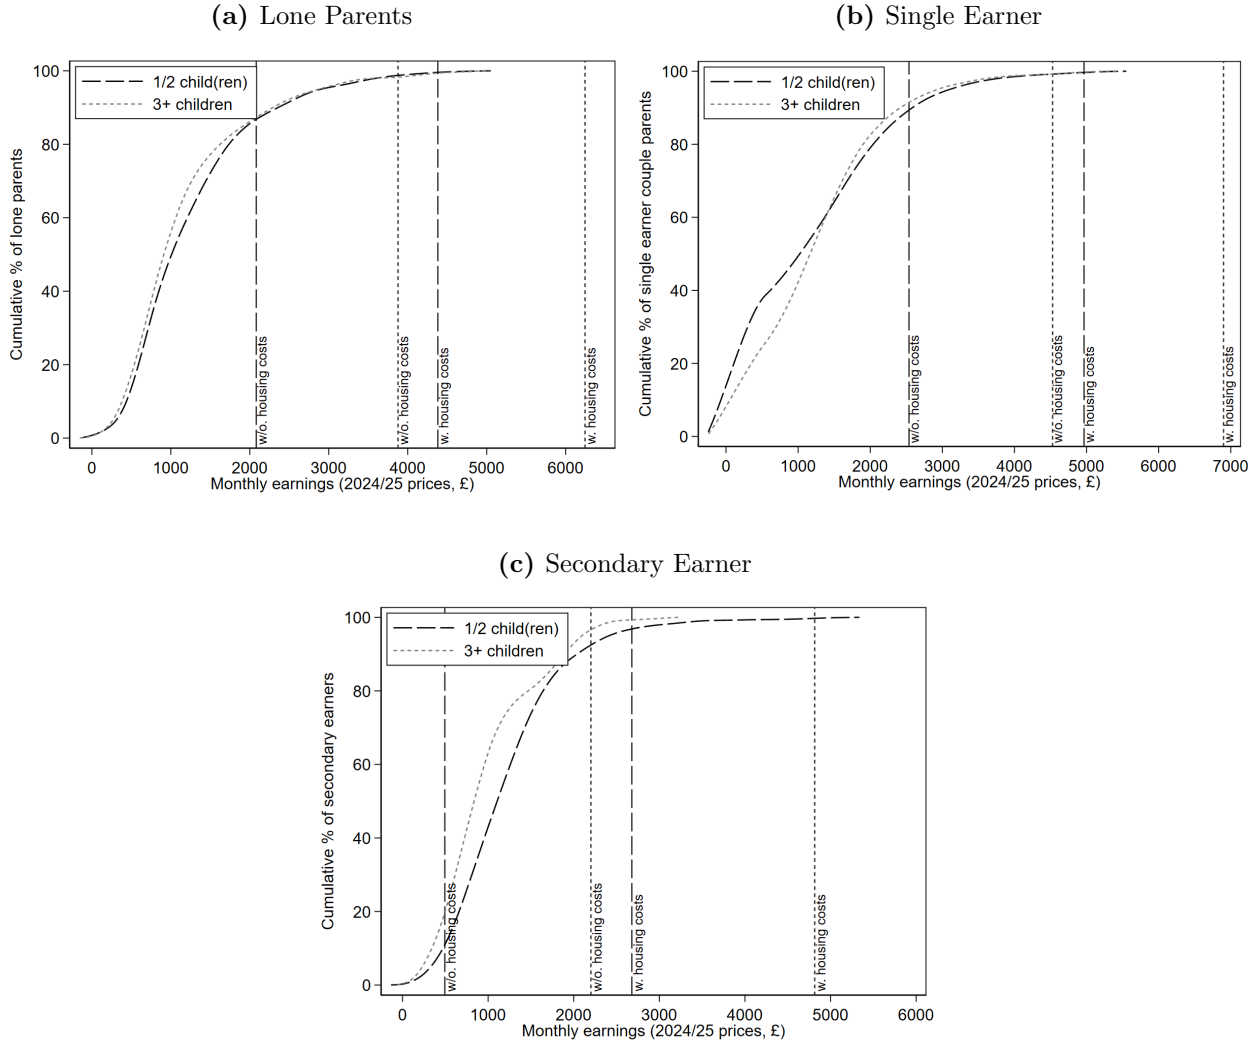 (a) Lone Parents
1/2 child(ren)
3+ children
Cumulative % of lone parents
100
80
60
40
20
0
w/o. housing costs
w/o. housing costs
w. housing costs
w. housing costs
0 1000 2000 3000 4000 5000 6000
Monthly earnings (2024/25 prices, £)
(b) Single Earner
1/2 child(ren)
3+ children
Cumulative % of single earner couple parents
100
80
60
40
20
0
w/o. housing costs
w/o. housing costs
w. housing costs
w. housing costs
0 1000 2000 3000 4000 5000 6000 7000
Monthly earnings (2024/25 prices, £)
(c) Secondary Earner
1/2 child(ren)
3+ children
Cumulative % of secondary earners
100
80
60
40
20
0
w/o. housing costs
w/o. housing costs
w. housing costs
w. housing costs
0 1000 2000 3000 4000 5000 6000
Monthly earnings (2024/25 prices, £)